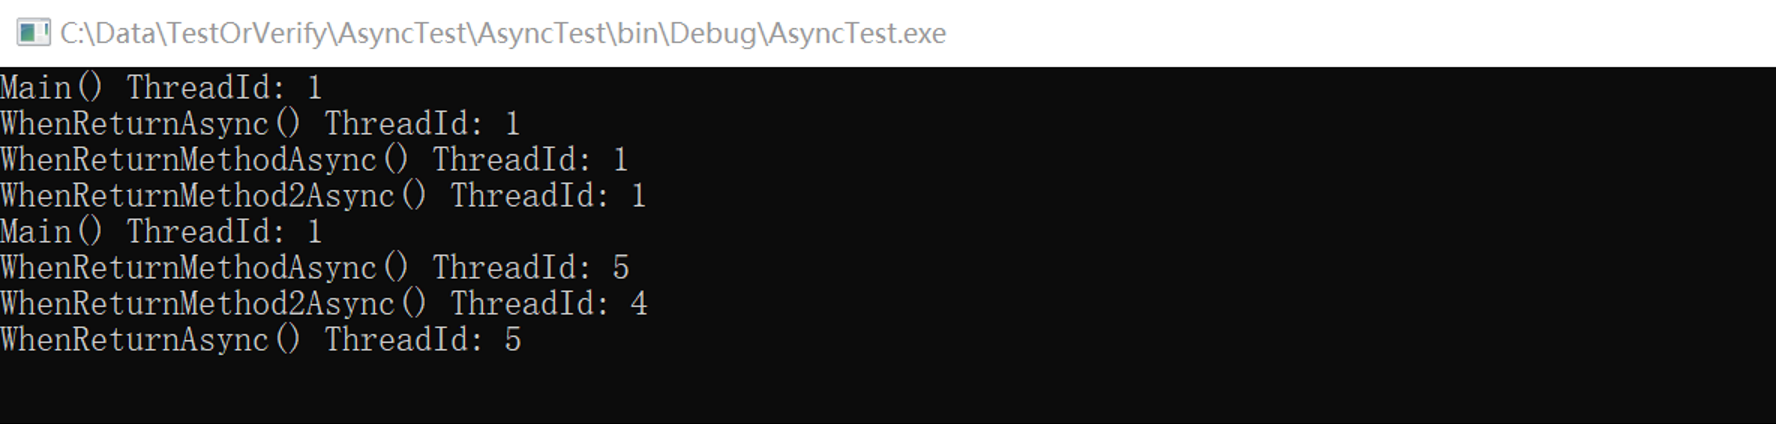 C:\Data\TestOrVerify\AsyncTest\AsyncTest\bin\Debug\AsyncTest.exe
Main() ThreadId: 1
WhenReturnAsync() ThreadId: 1
WhenReturnMethodAsync() ThreadId: 1
WhenReturnMethod2Async() ThreadId: 1
Main() ThreadId: 1
WhenReturnMethodAsync() ThreadId: 5
WhenReturnMethod2Async() ThreadId: 4
WhenReturnAsync() ThreadId: 5